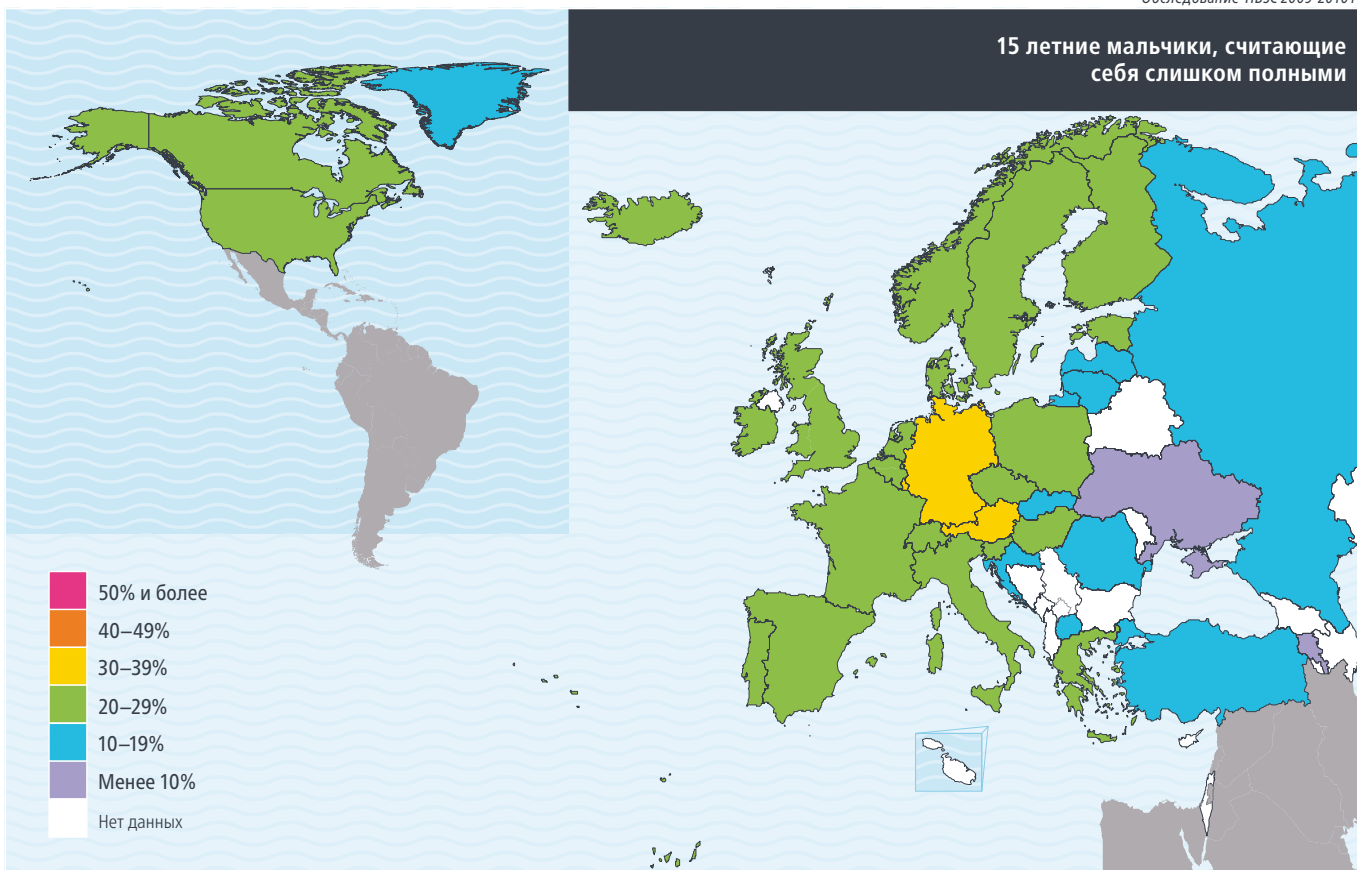 15 летние мальчики, считающие
себя слишком полными
50% и более
40–49%
30–39%
20–29%
10–19%
Менее 10%
Нет данных